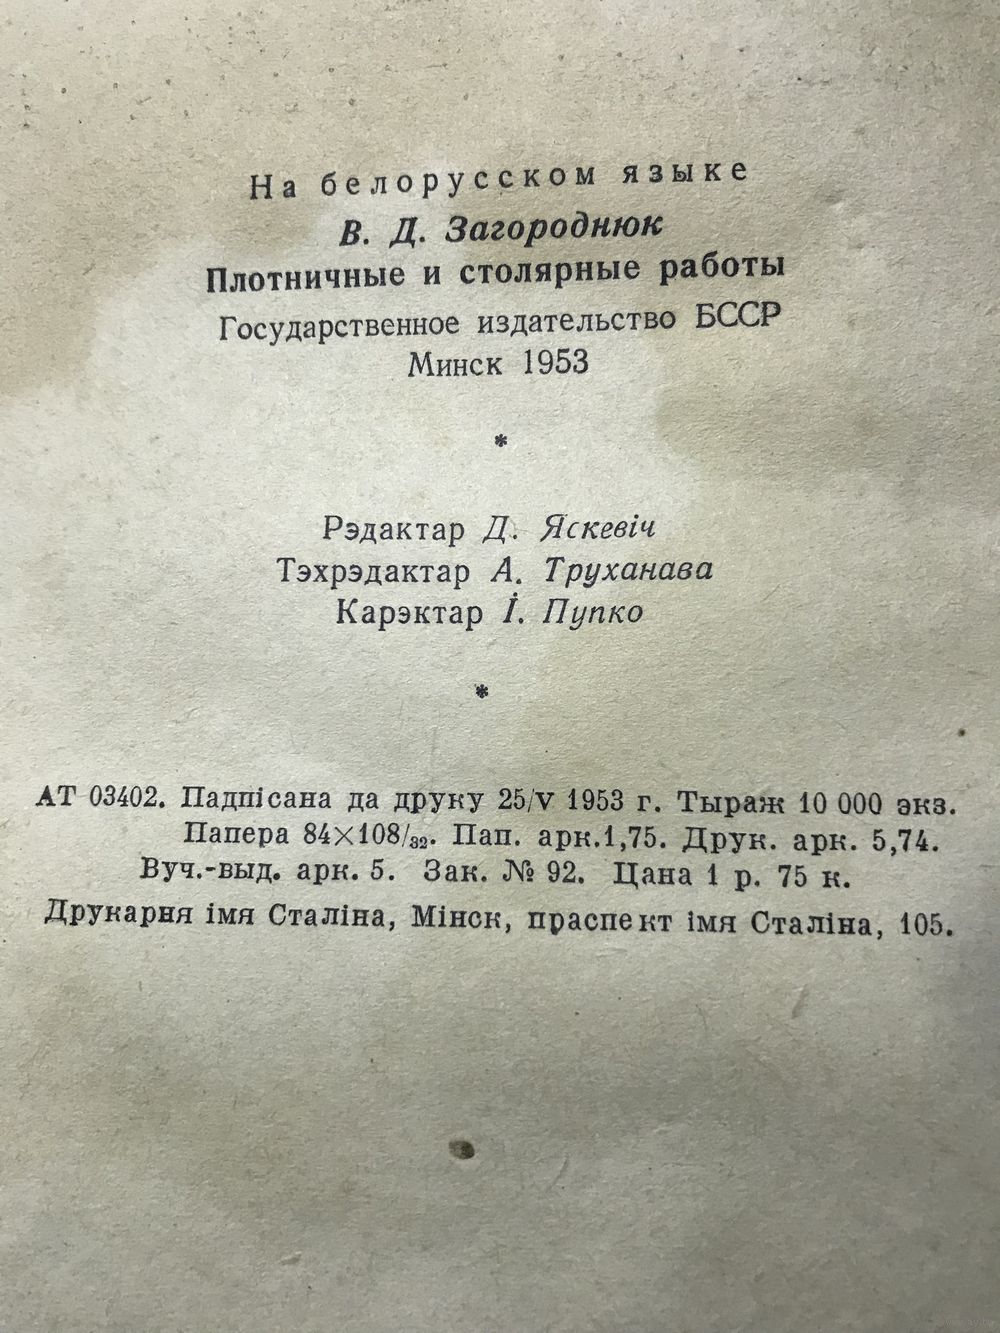 На белорусском языке
В. Д. Загороднюк
Плотничные и столярные работы
Государственное издательство БССР
Минск 1953
*
Рэдактар Д. Яскевіч
Тэхрэдактар А. Труханава
Карэктар І. Пупко
*
АТ 03402. Падпісана да друку 25/V 1953 г. Тыраж 10 000 экз.
Папера 84×108/₃₂. Пап. арк.1,75. Друк. арк. 5,74.
Вуч.-выд. арк. 5. Зак. № 92. Цана 1 р. 75 к.
Друкарня імя Сталіна, Мінск, праспект імя Сталіна, 105.